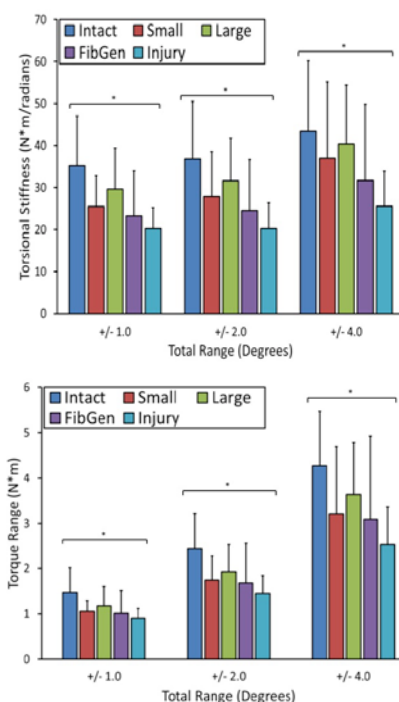 Intact Small Large
FibGen Injury
Torsional Stiffness (N*m/radians)
70
60
50
40
30
20
10
0
*
*
*
+/- 1.0 +/- 2.0 +/- 4.0
Total Range (Degrees)
Intact Small Large
FibGen Injury
Torque Range (N*m)
6
5
4
3
2
1
0
*
*
*
+/- 1.0 +/- 2.0 +/- 4.0
Total Range (Degrees)